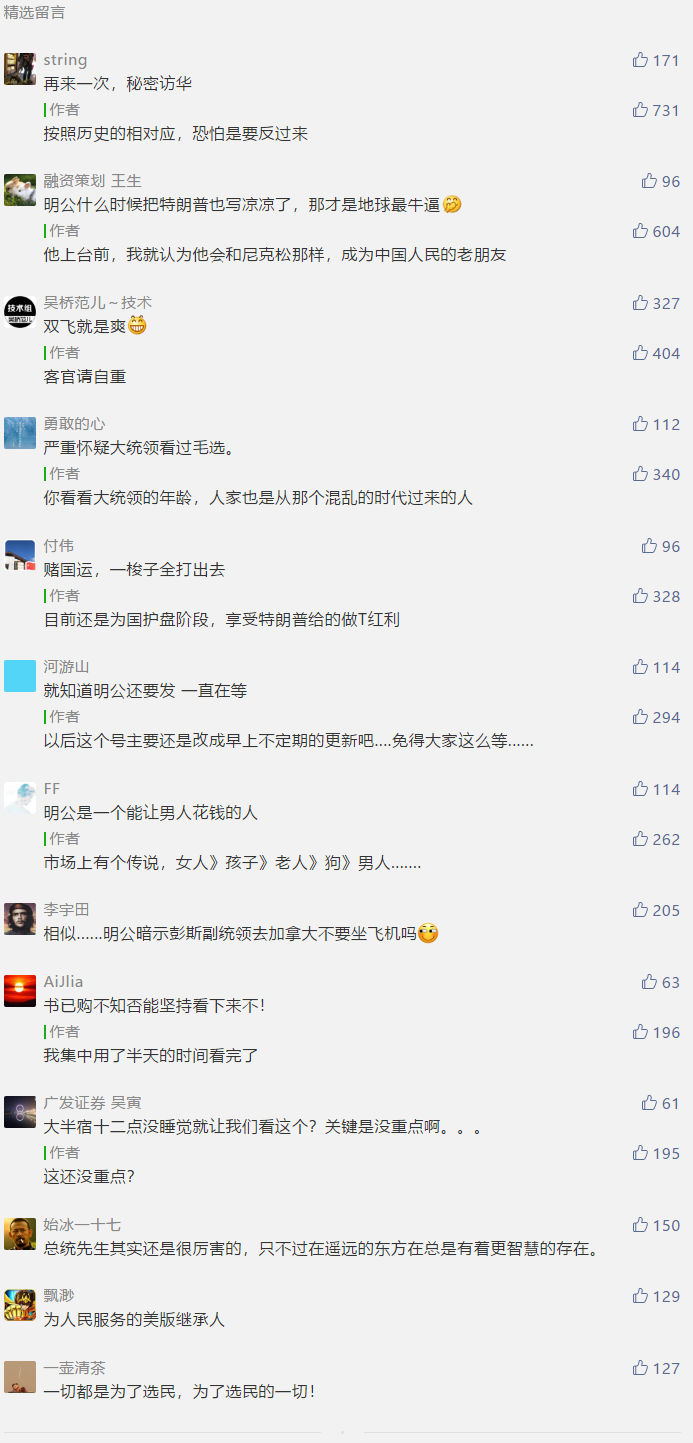 精选留言
string
171
再来一次，秘密访华
作者
731
按照历史的相对应，恐怕是要反过来
融资策划 王生
96
明公什么时候把特朗普也写凉凉了，那才是地球最牛逼🤣
作者
604
他上台前，我就认为他会和尼克松那样，成为中国人民的老朋友
吴桥范儿～技术
327
双飞就是爽😁
作者
404
客官请自重
勇敢的心
112
严重怀疑大统领看过毛选。
作者
340
你看看大统领的年龄，人家也是从那个混乱的时代过来的人
付伟
96
赌国运，一梭子全打出去
作者
328
目前还是为国护盘阶段，享受特朗普给的做T红利
河游山
114
就知道明公还要发 一直在等
作者
294
以后这个号主要还是改成早上不定期的更新吧....免得大家这么等......
FF
114
明公是一个能让男人花钱的人
作者
262
市场上有个传说，女人》孩子》老人》狗》男人.......
李宇田
205
相似......明公暗示彭斯副统领去加拿大不要坐飞机吗
AiJlia
63
书已购不知否能坚持看下来不！
作者
196
我集中用了半天的时间看完了
广发证券 吴寅
61
大半宿十二点没睡觉就让我们看这个？关键是没重点啊。。。
作者
195
这还没重点？
始冰一十七
150
总统先生其实还是很厉害的，只不过在遥远的东方在总是有着更智慧的存在。
飘渺
129
为人民服务的美版继承人
一壶清茶
127
一切都是为了选民，为了选民的一切！